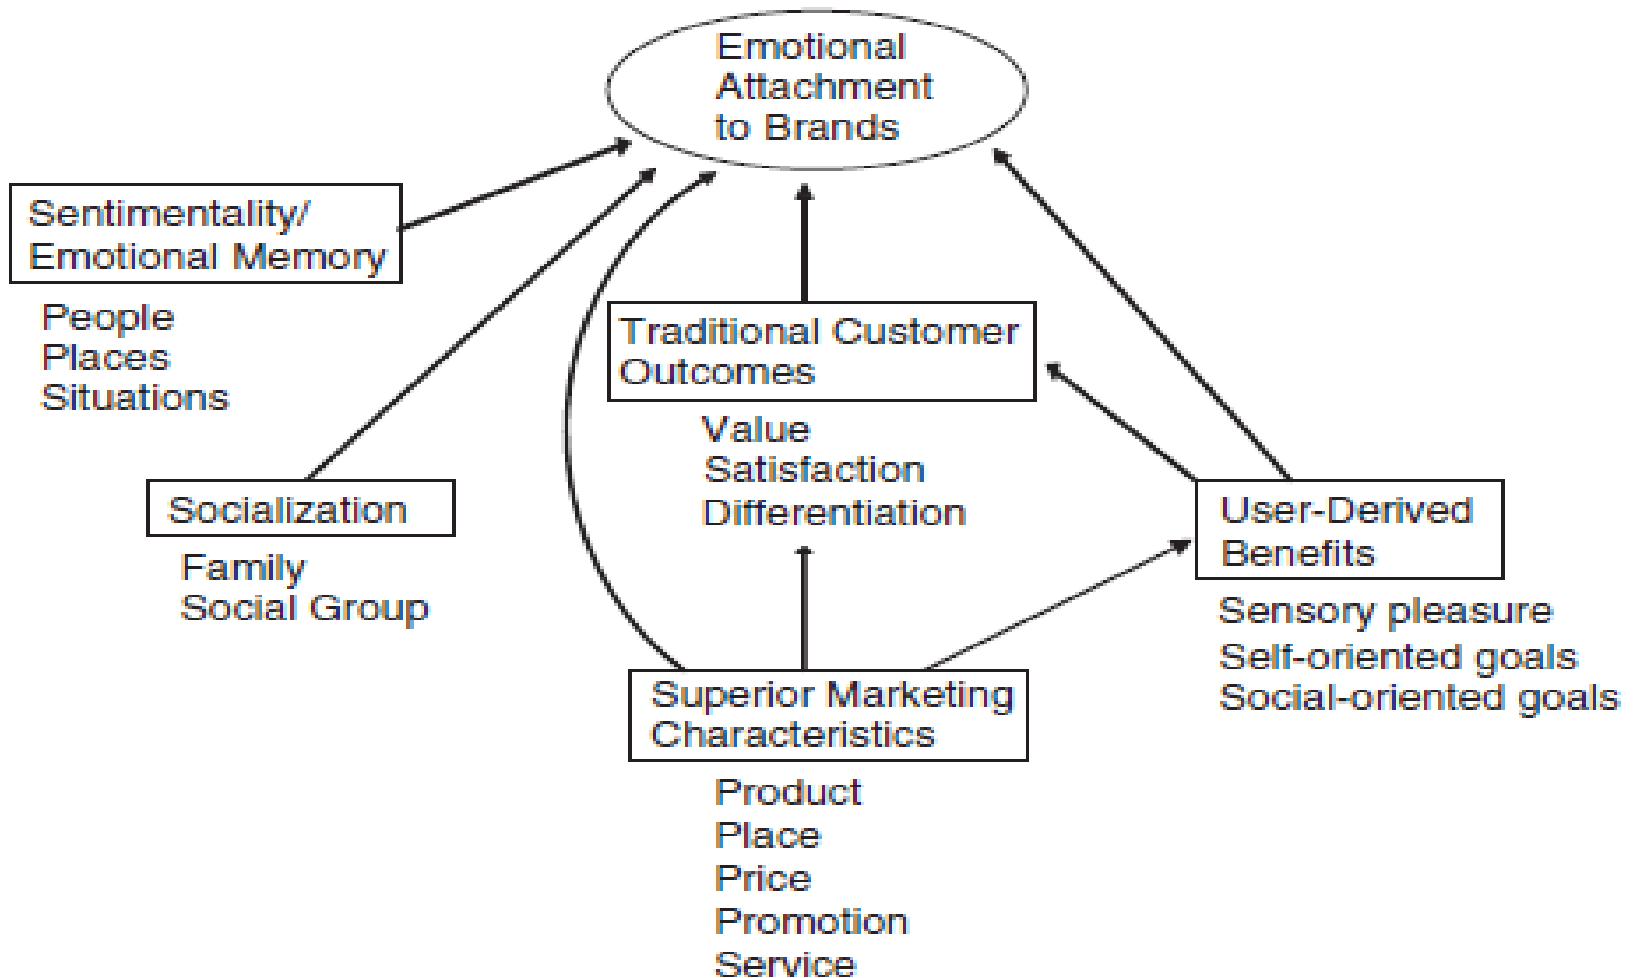 Emotional
Attachment
to Brands
Sentimentality/
Emotional Memory
People
Places
Situations
Traditional Customer
Outcomes
Value
Satisfaction
Differentiation
Socialization
Family
Social Group
User-Derived
Benefits
Sensory pleasure
Self-oriented goals
Social-oriented goals
Superior Marketing
Characteristics
Product
Place
Price
Promotion
Service